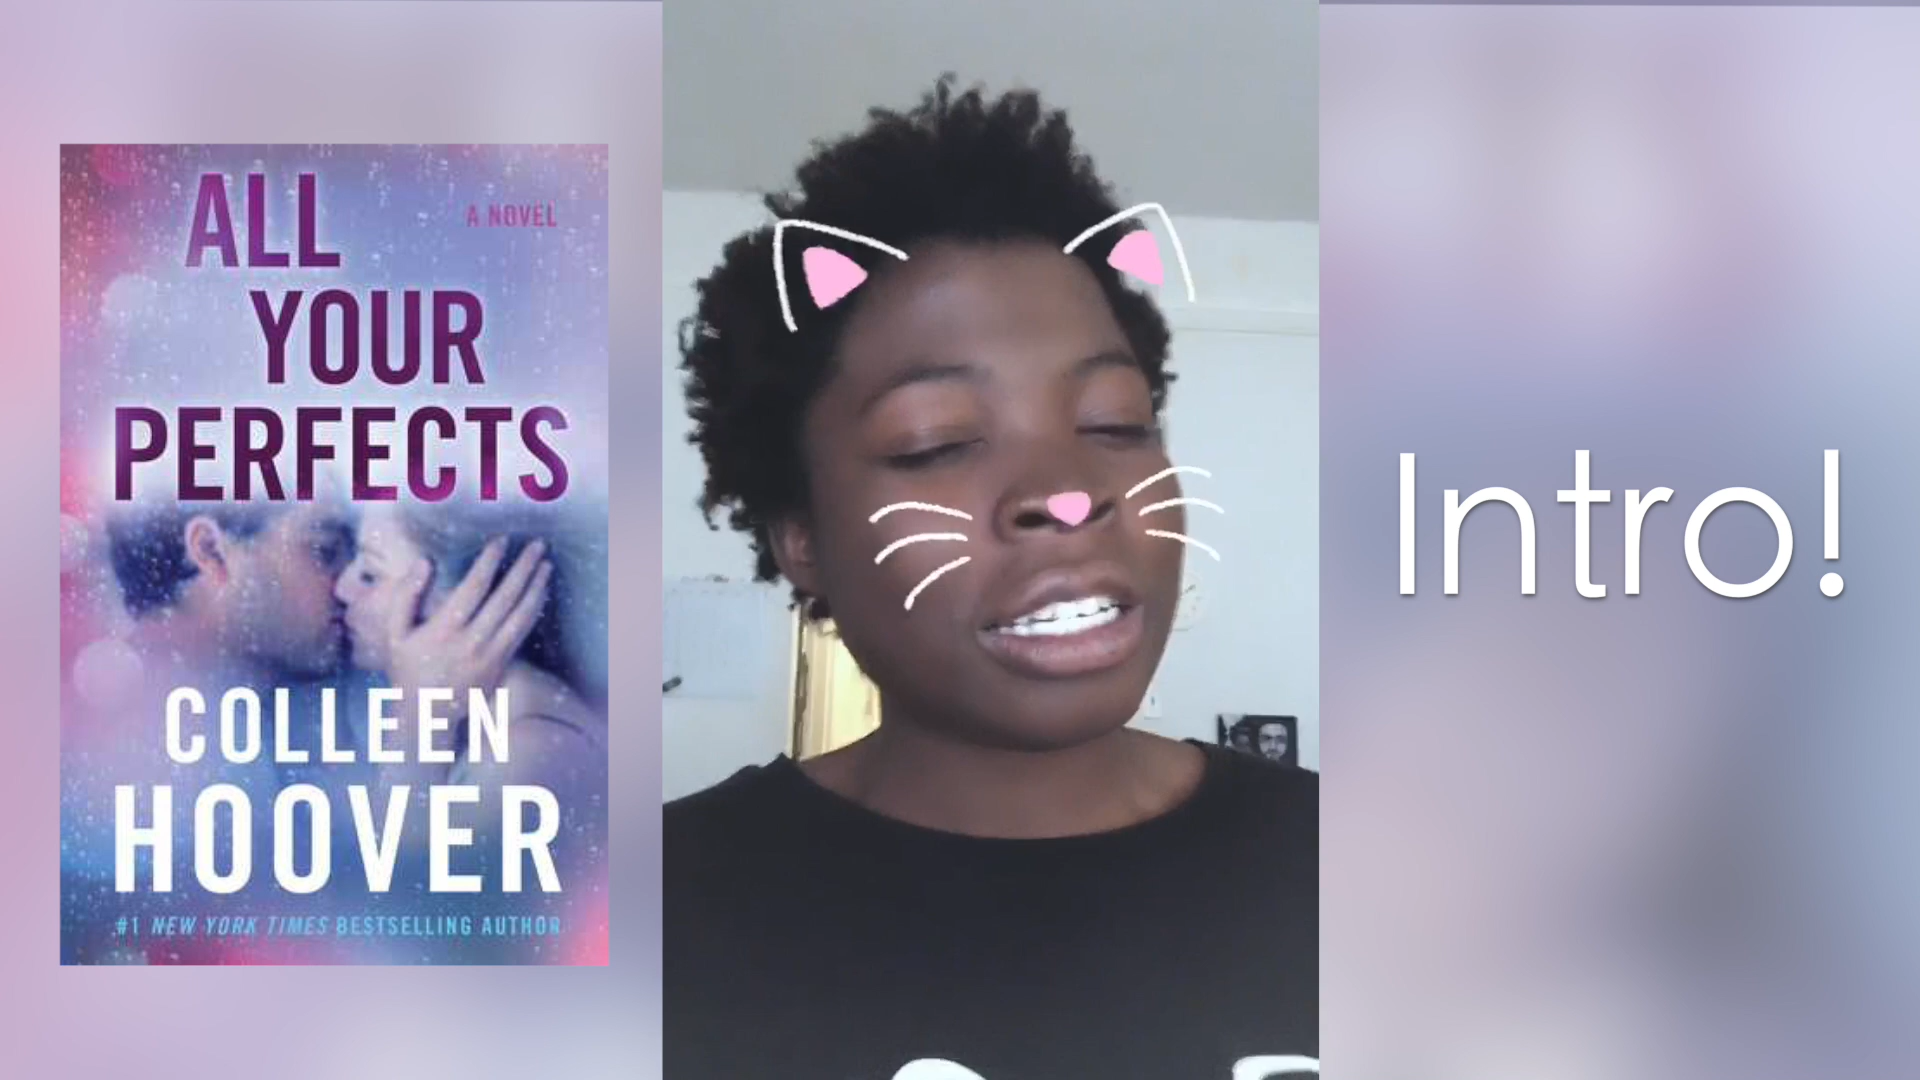 ALL
A NOVEL
YOUR
PERFECTS
COLLEEN
HOOVER
#1 NEW YORK TIMES BESTSELLING AUTHOR
Intro!